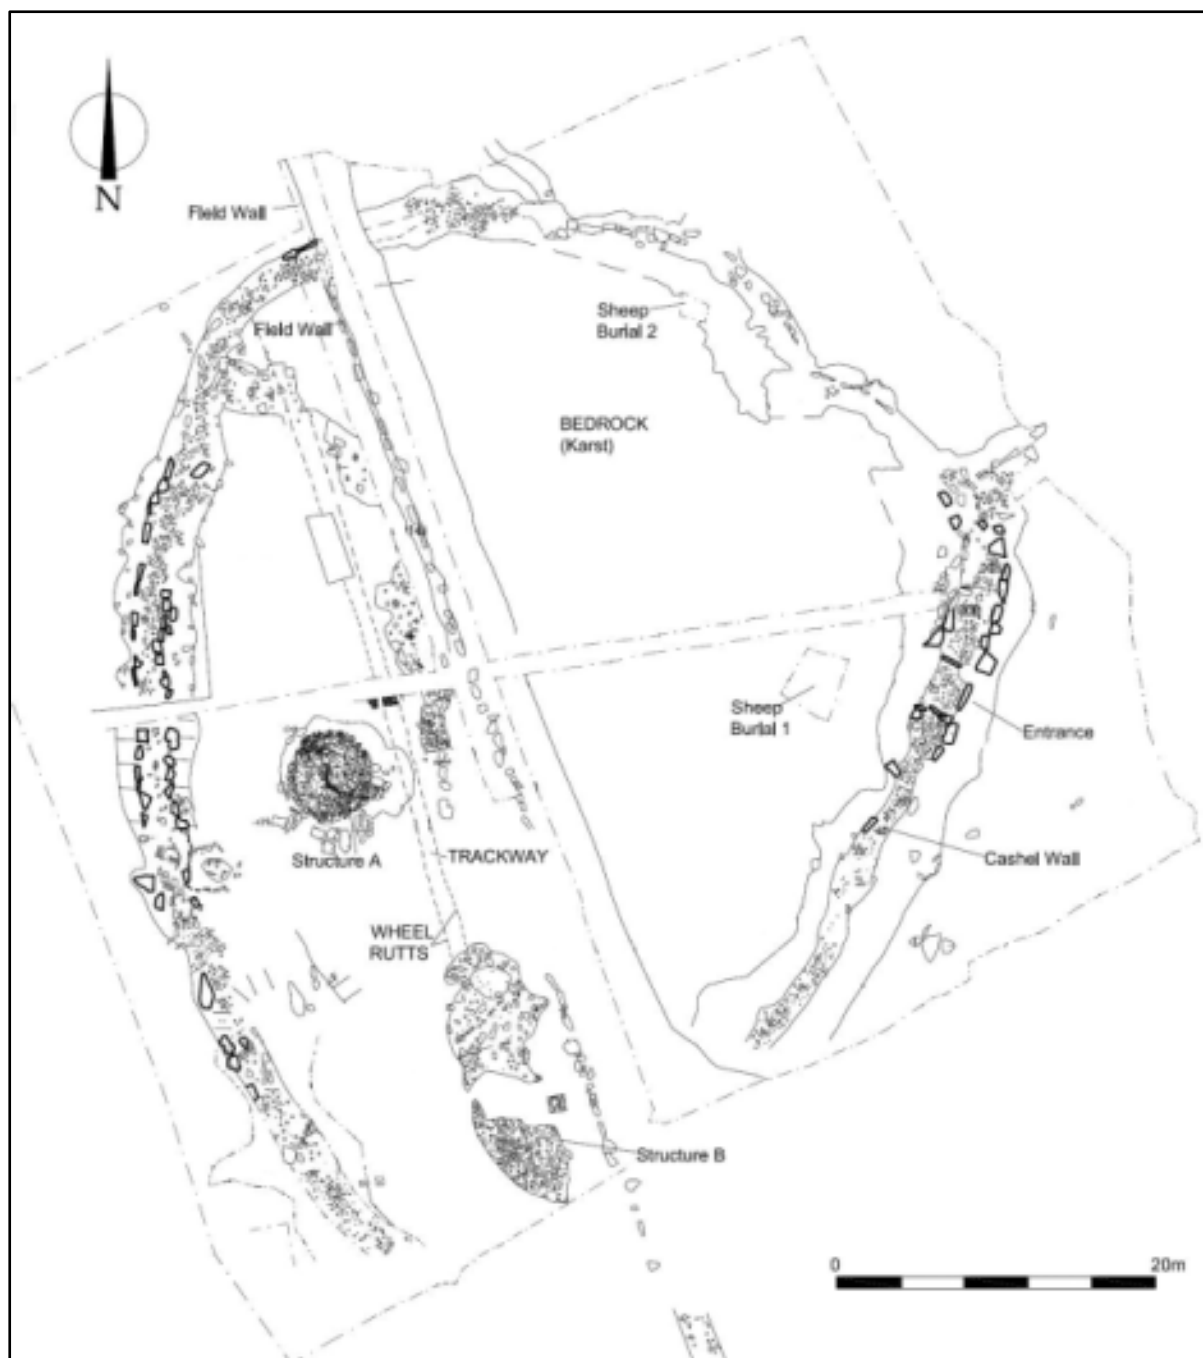 N
Field Wall
Field Wall
Sheep
Burial 2
BEDROCK
(Karst)
Sheep
Burial 1
Entrance
Structure A
TRACKWAY
Cashel Wall
WHEEL
RUTTS
Structure B
0 20m